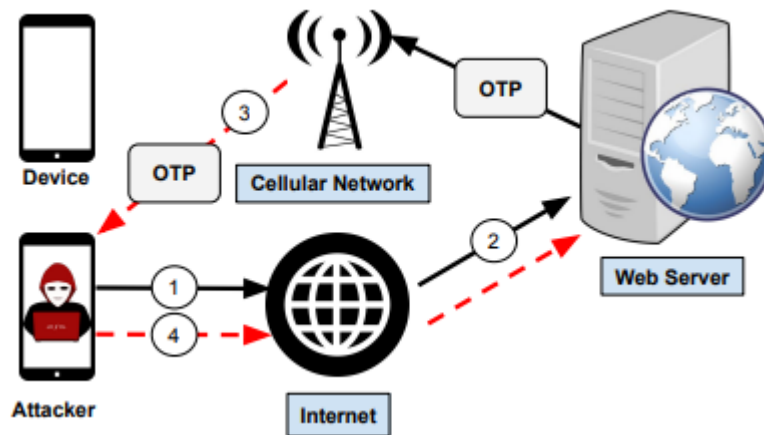 OTP
3
Device
OTP
Cellular Network
2
1
Web Server
4
Attacker
Internet